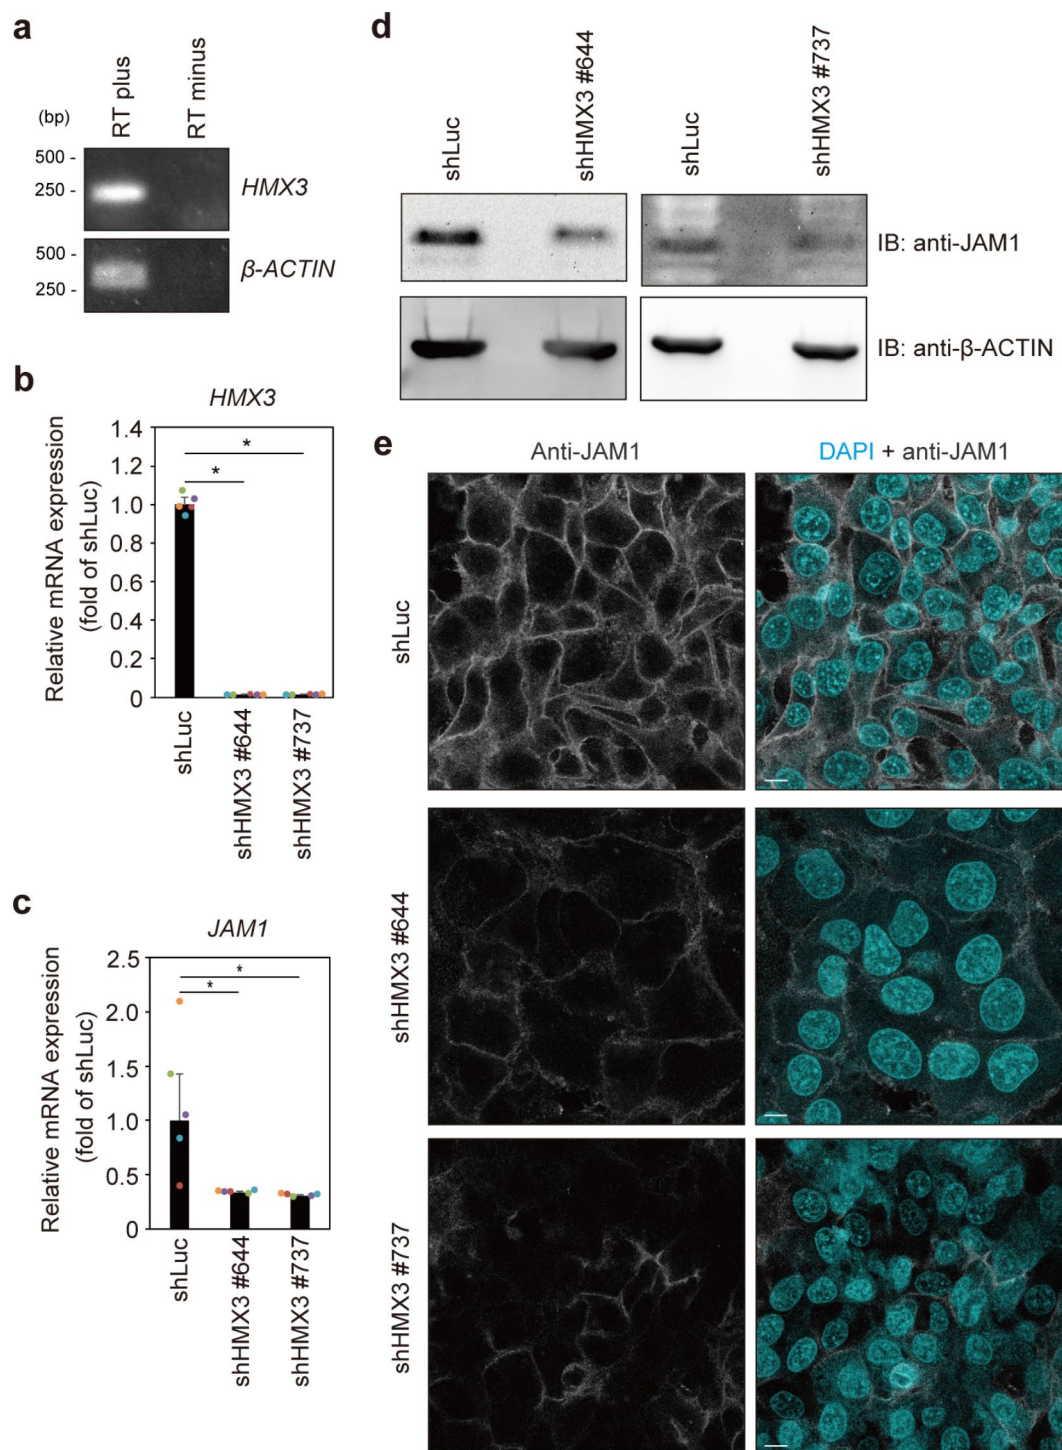 a
RT plus
RT minus
(bp)
500 -
250 -
HMX3
500 -
250 -
β-ACTIN
b
HMX3
Relative mRNA expression
(fold of shLuc)
1.4
1.2
1.0
0.8
0.6
0.4
0.2
0
*
*
shLuc
shHMX3 #644
shHMX3 #737
c
JAM1
Relative mRNA expression
(fold of shLuc)
2.5
2.0
1.5
1.0
0.5
0
*
*
shLuc
shHMX3 #644
shHMX3 #737
d
shLuc
shHMX3 #644
shLuc
shHMX3 #737
IB: anti-JAM1
IB: anti-β-ACTIN
e
Anti-JAM1
DAPI + anti-JAM1
shLuc
shHMX3 #644
shHMX3 #737